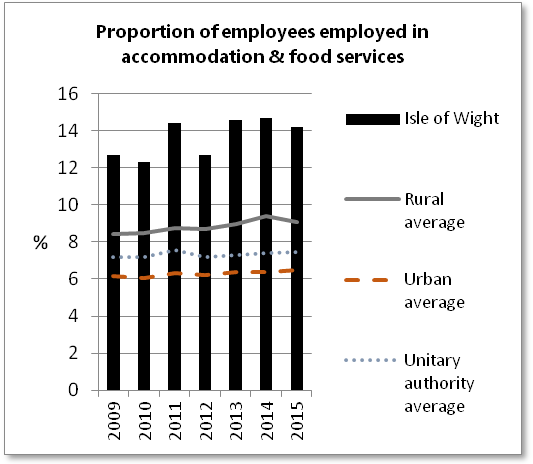 Proportion of employees employed in
accommodation & food services
16
14
12
10
8
6
4
2
0
%
2009
2010
2011
2012
2013
2014
2015
Isle of Wight
Rural
average
Urban
average
Unitary
authority
average